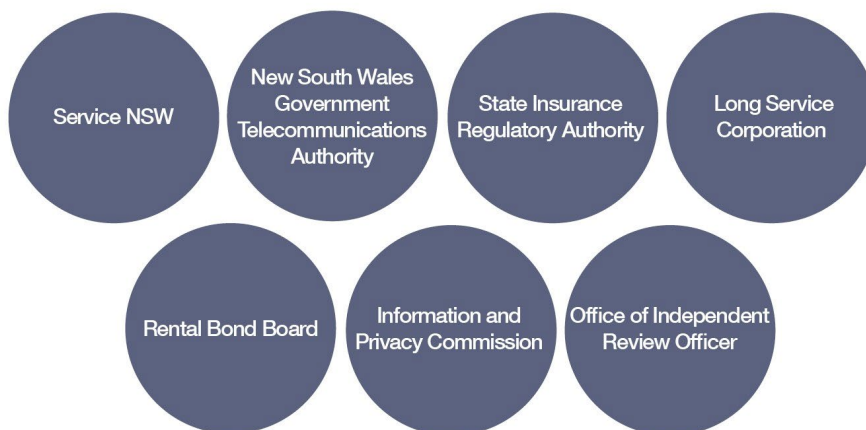 Service NSW
New South Wales
Government
Telecommunications
Authority
State Insurance
Regulatory Authority
Long Service
Corporation
Rental Bond Board
Information and
Privacy Commission
Office of Independent
Review Officer